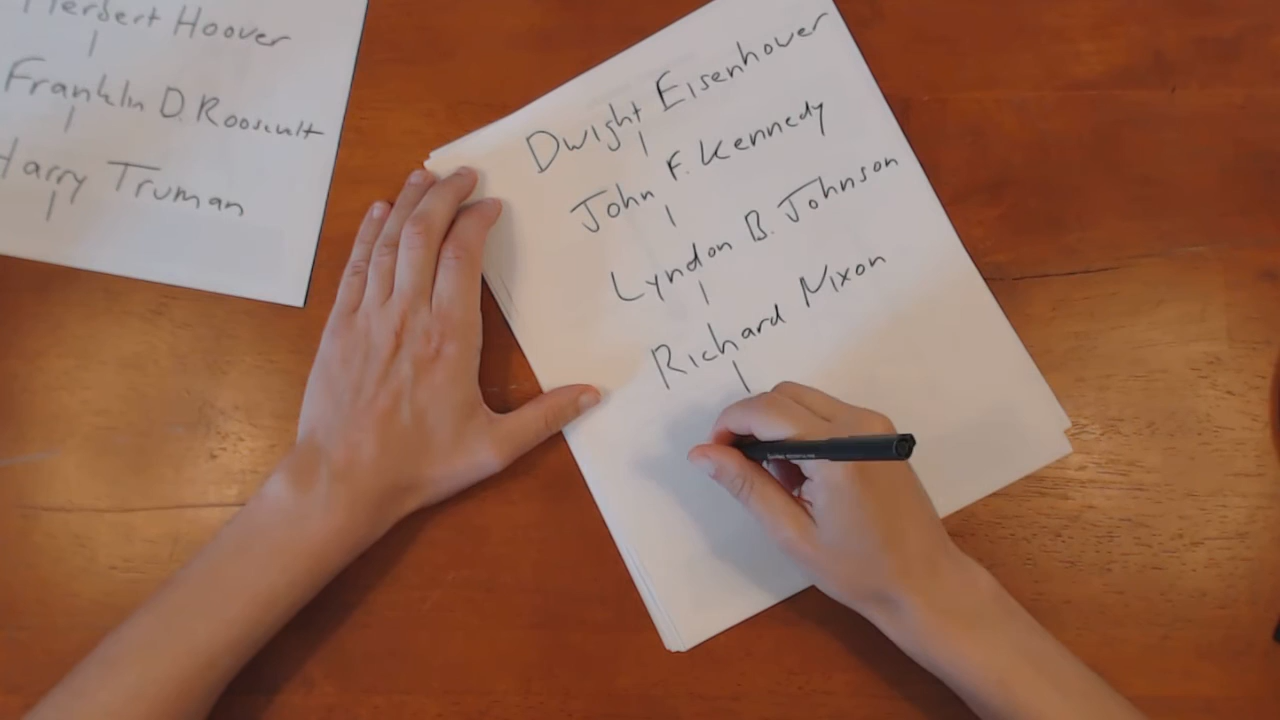 Herbert Hoover
Franklin D. Roosevelt
Harry Truman
Dwight Eisenhower
John F. Kennedy
Lyndon B. Johnson
Richard Nixon